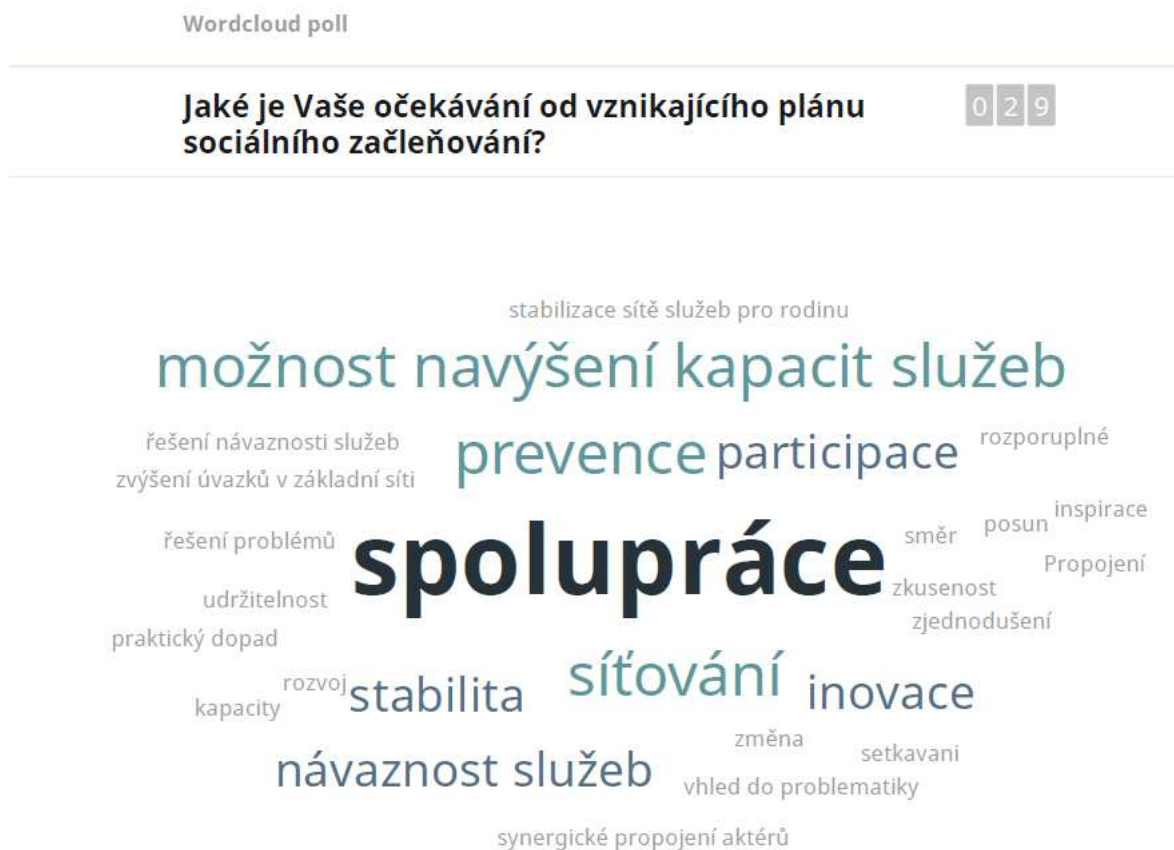 Wordcloud poll
Jaké je Vaše očekávání od vznikajícího plánu
sociálního začleňování?
029
stabilizace sítě služeb pro rodinu
možnost navýšení kapacit služeb
řešení návaznosti služeb
prevence
participace
rozporuplné
zvýšení úvazků v základní síti
řešení problémů
spolupráce
směr
posun
inspirace
Propojení
zkusenost
zjednodušení
udržitelnost
praktický dopad
rozvoj
kapacity
stabilita
síťování
inovace
změna
setkavani
návaznost služeb
vhled do problematiky
synergické propojení aktérů